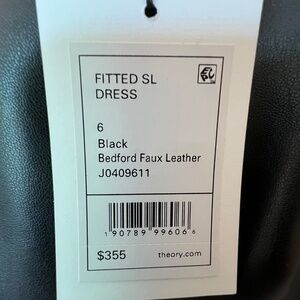 FITTED SL
DRESS
6
Black
Bedford Faux Leather
J0409611
1 90789 99606 6
$355 theory.com